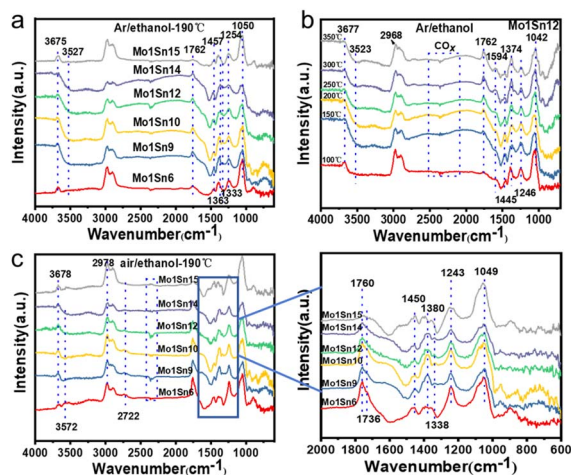 a
Ar/ethanol-190℃
3675
3527
1762
1457
1254
1050
Mo1Sn15
Mo1Sn14
Mo1Sn12
Mo1Sn10
Mo1Sn9
Mo1Sn6
1363
1333
Intensity(a.u.)
4000 3000 2000 1000
Wavenumber(cm-1)
b
Ar/ethanol
Mo1Sn12
3677
3523
2968
COx
1762
1594
1374
1042
350℃
300℃
250℃
200℃
150℃
100℃
1445
1246
Intensity(a.u.)
4000 3500 3000 2500 2000 1500 1000
Wavenumber(cm-1)
c
air/ethanol-190℃
3678
2978
Mo1Sn15
Mo1Sn14
Mo1Sn12
Mo1Sn10
Mo1Sn9
Mo1Sn6
3572
2722
Intensity(a.u.)
4000 3500 3000 2500 2000 1500 1000
Wavenumber(cm-1)
1760
1450
1380
1243
1049
Mo1Sn15
Mo1Sn14
Mo1Sn12
Mo1Sn10
Mo1Sn9
Mo1Sn6
1736
1338
2000 1800 1600 1400 1200 1000 800 600
Wavenumber(cm-1)